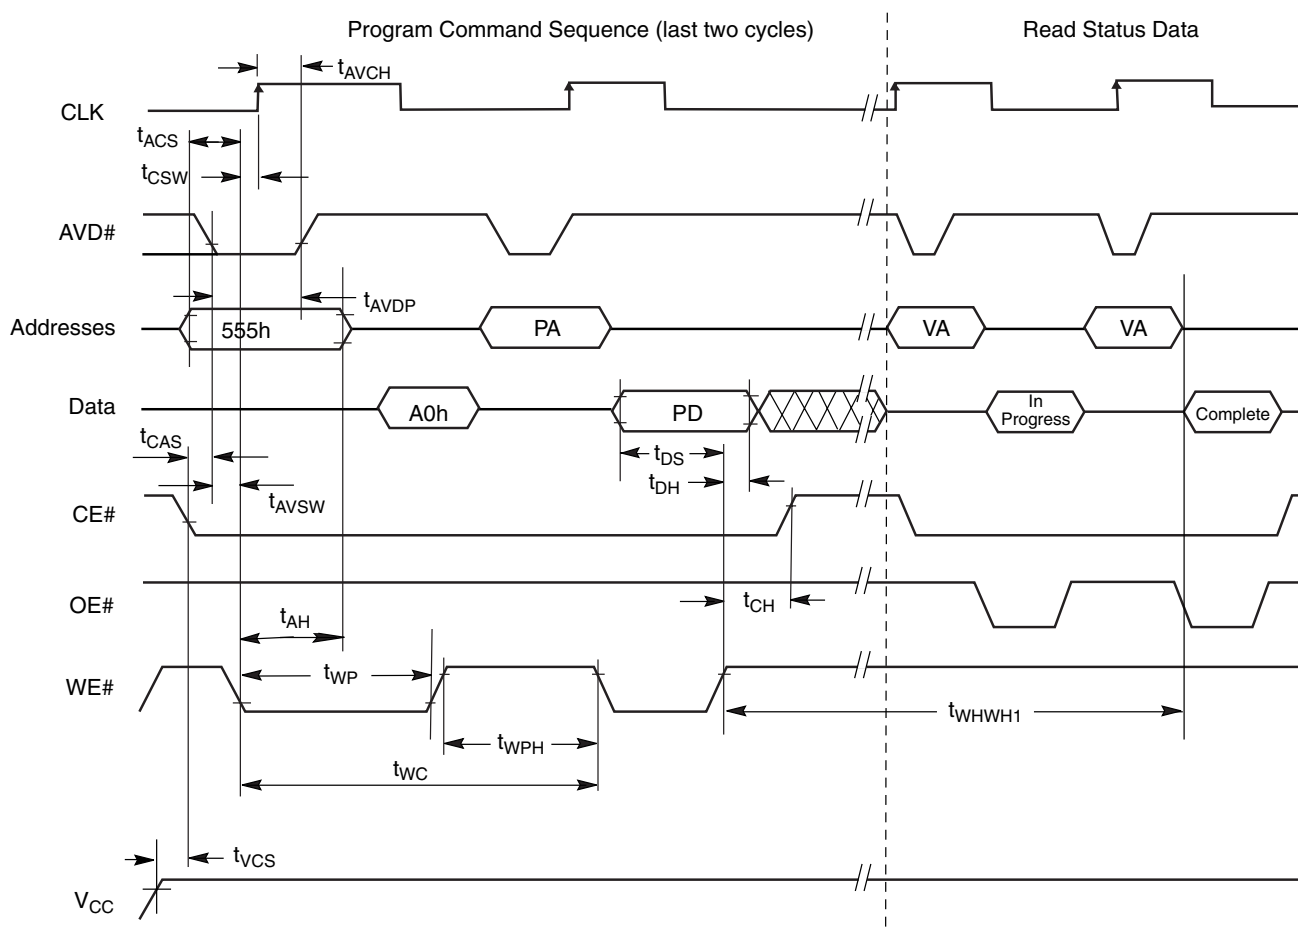 Program Command Sequence (last two cycles) Read Status Data
tAVCH
CLK
tACS
tCSW
AVD#
tAVDP
Addresses 555h PA VA VA
Data A0h PD In Progress Complete
tCAS
tDS
tDH
tAVSW
CE#
OE#
tCH
tAH
tWP
WE#
tWHWH1
tWPH
tWC
tVCS
VCC